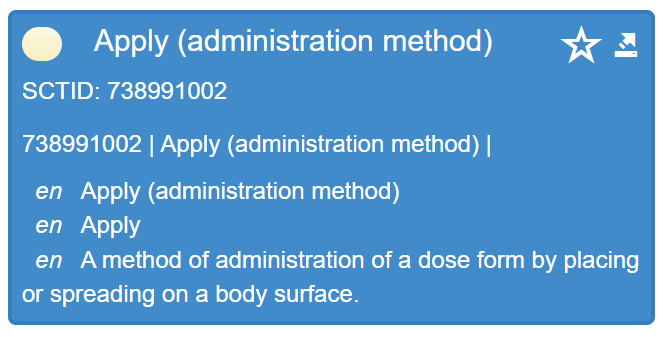 Apply (administration method)
SCTID: 738991002
738991002 | Apply (administration method) |
en Apply (administration method)
en Apply
en A method of administration of a dose form by placing
or spreading on a body surface.